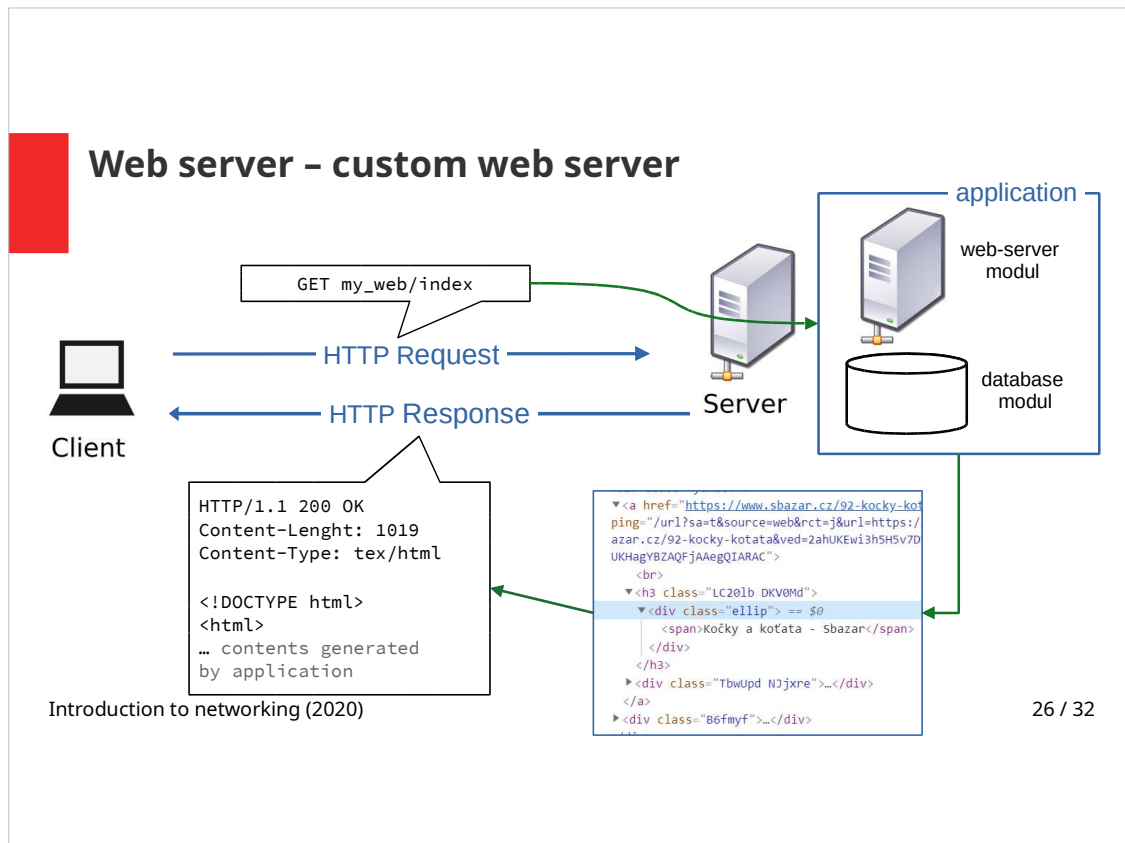 Web server – custom web server
application
web-server
modul
GET my_web/index
HTTP Request
database
modul
Server
HTTP Response
Client
HTTP/1.1 200 OK
Content-Lenght: 1019
Content-Type: tex/html
<!DOCTYPE html>
<html>
… contents generated
by application
▼<a href="https://www.sbazar.cz/92-kocky-kot
ping="/url?sa=t&source=web&rct=j&url=https:/
azar.cz/92-kocky-kotata&ved=2ahUKEwi3h5H5v7D
UKHagYBZAQFjAAegQIARAC">
<br>
▼<h3 class="LC20lb DKV0Md">
▼<div class="ellip"> == $0
<span>Kočky a koťata - Sbazar</span>
</div>
</h3>
▶<div class="TbwUpd NJjxre">…</div>
</a>
▶<div class="B6fmyf">…</div>
Introduction to networking (2020)
26 / 32